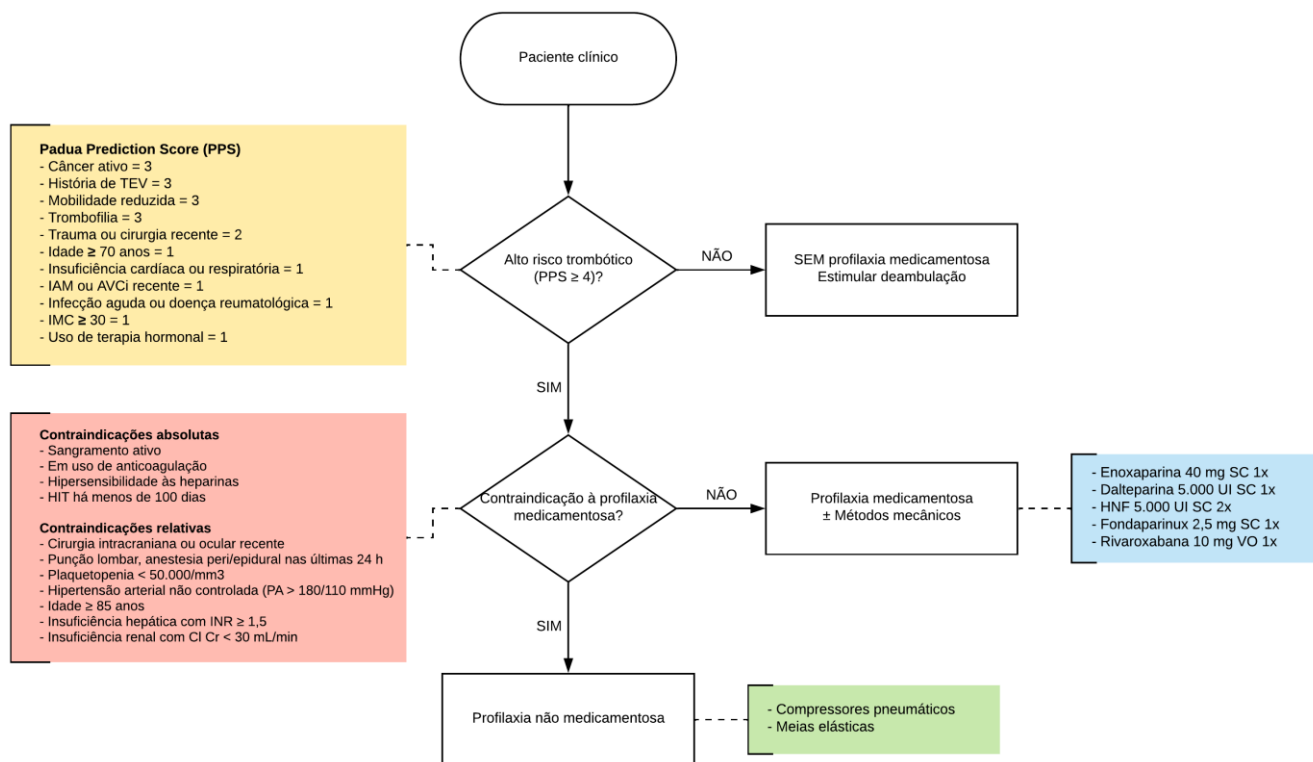 Paciente clínico
Padua Prediction Score (PPS)
- Câncer ativo = 3
- História de TEV = 3
- Mobilidade reduzida = 3
- Trombofilia = 3
- Trauma ou cirurgia recente = 2
- Idade ≥ 70 anos = 1
- Insuficiência cardíaca ou respiratória = 1
- IAM ou AVCi recente = 1
- Infecção aguda ou doença reumatológica = 1
- IMC ≥ 30 = 1
- Uso de terapia hormonal = 1
Alto risco trombótico
(PPS ≥ 4)?
NÃO
SEM profilaxia medicamentosa
Estimular deambulação
SIM
Contraindicações absolutas
- Sangramento ativo
- Em uso de anticoagulação
- Hipersensibilidade às heparinas
- HIT há menos de 100 dias
Contraindicações relativas
- Cirurgia intracraniana ou ocular recente
- Punção lombar, anestesia peri/epidural nas últimas 24 h
- Plaquetopenia < 50.000/mm3
- Hipertensão arterial não controlada (PA > 180/110 mmHg)
- Idade ≥ 85 anos
- Insuficiência hepática com INR ≥ 1,5
- Insuficiência renal com Cl Cr < 30 mL/min
Contraindicação à profilaxia
medicamentosa?
NÃO
Profilaxia medicamentosa
± Métodos mecânicos
- Enoxaparina 40 mg SC 1x
- Dalteparina 5.000 UI SC 1x
- HNF 5.000 UI SC 2x
- Fondaparinux 2,5 mg SC 1x
- Rivaroxabana 10 mg VO 1x
SIM
Profilaxia não medicamentosa
- Compressores pneumáticos
- Meias elásticas